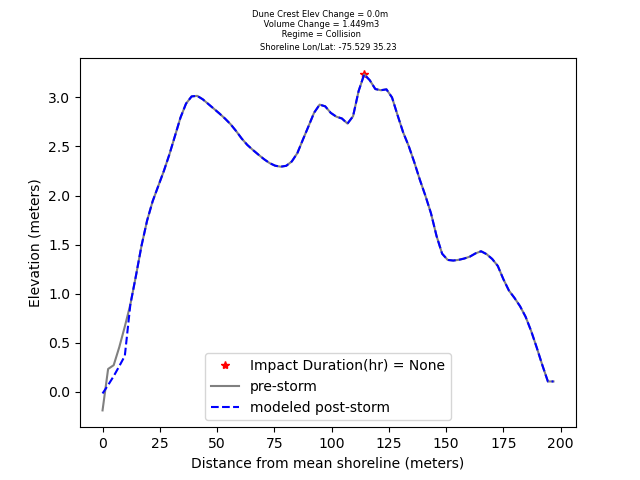 Dune Crest Elev Change = 0.0m
Volume Change = 1.449m3
Regime = Collision
Shoreline Lon/Lat: -75.529 35.23
3.0
2.5
2.0
1.5
1.0
0.5
0.0
Elevation (meters)
Impact Duration(hr) = None
pre-storm
modeled post-storm
0 25 50 75 100 125 150 175 200
Distance from mean shoreline (meters)